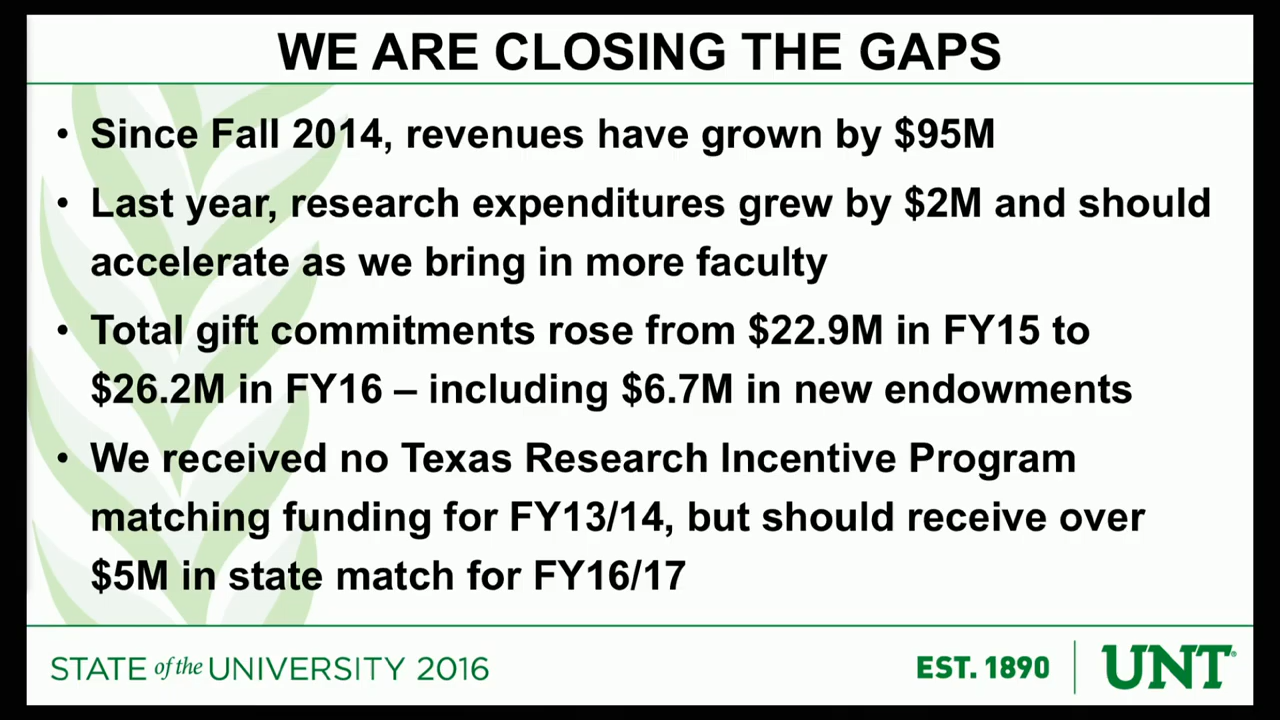 WE ARE CLOSING THE GAPS
• Since Fall 2014, revenues have grown by $95M
• Last year, research expenditures grew by $2M and should
accelerate as we bring in more faculty
• Total gift commitments rose from $22.9M in FY15 to
$26.2M in FY16 – including $6.7M in new endowments
• We received no Texas Research Incentive Program
matching funding for FY13/14, but should receive over
$5M in state match for FY16/17
STATE of the UNIVERSITY 2016
EST. 1890
UNT®